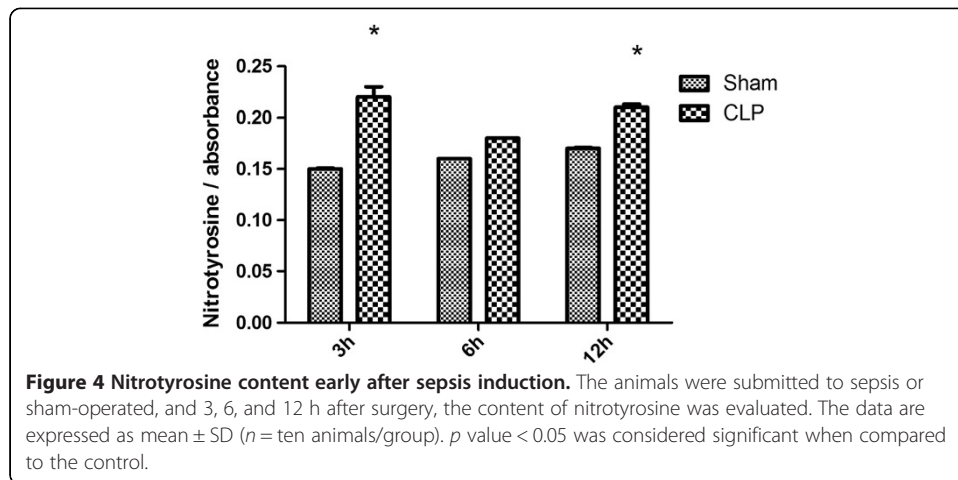 *
*
0.25
0.20
0.15
0.10
0.05
0.00
Nitrotyrosine / absorbance
Sham
CLP
3h
6h
12h
Figure 4 Nitrotyrosine content early after sepsis induction. The animals were submitted to sepsis or
sham-operated, and 3, 6, and 12 h after surgery, the content of nitrotyrosine was evaluated. The data are
expressed as mean ± SD (n = ten animals/group). p value < 0.05 was considered significant when compared
to the control.